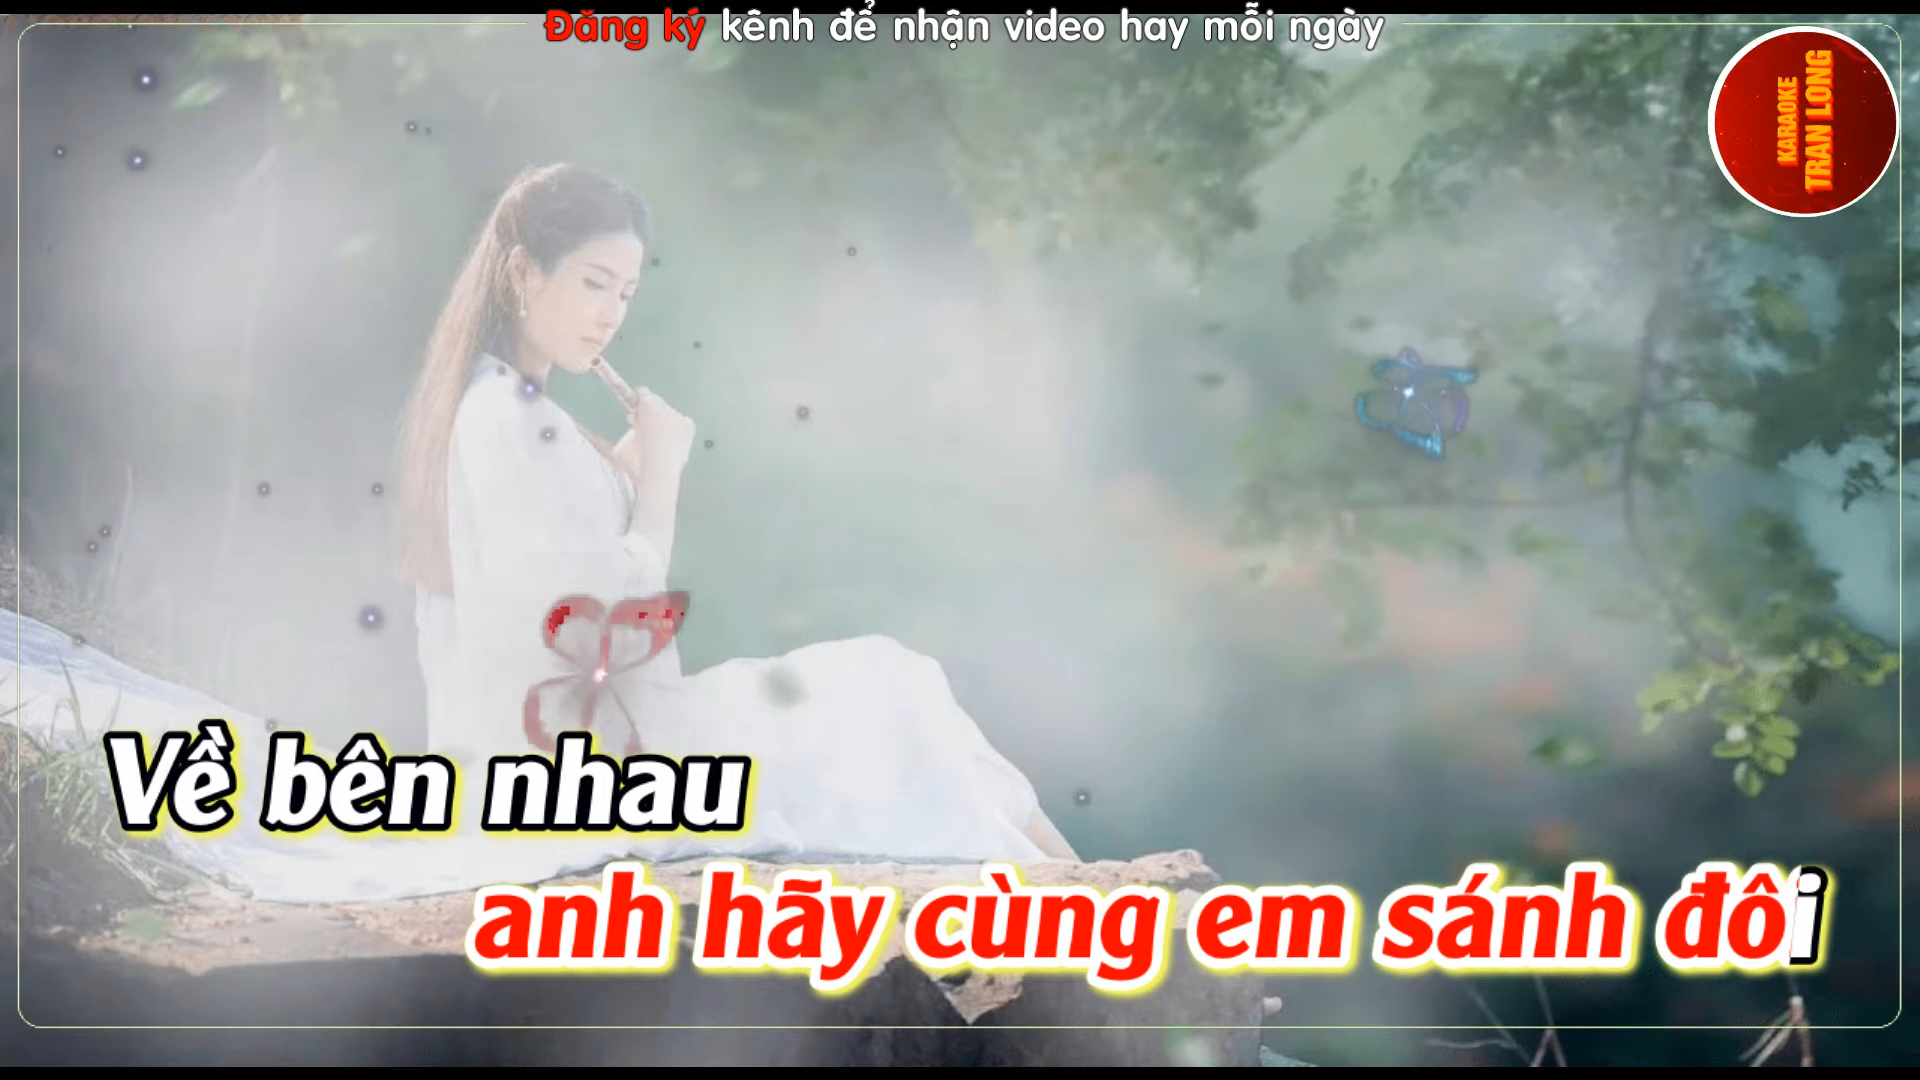 Đăng ký kênh để nhận video hay mỗi ngày
KARAOKE
TRAN LONG
Về bên nhau
anh hãy cùng em sánh đôi